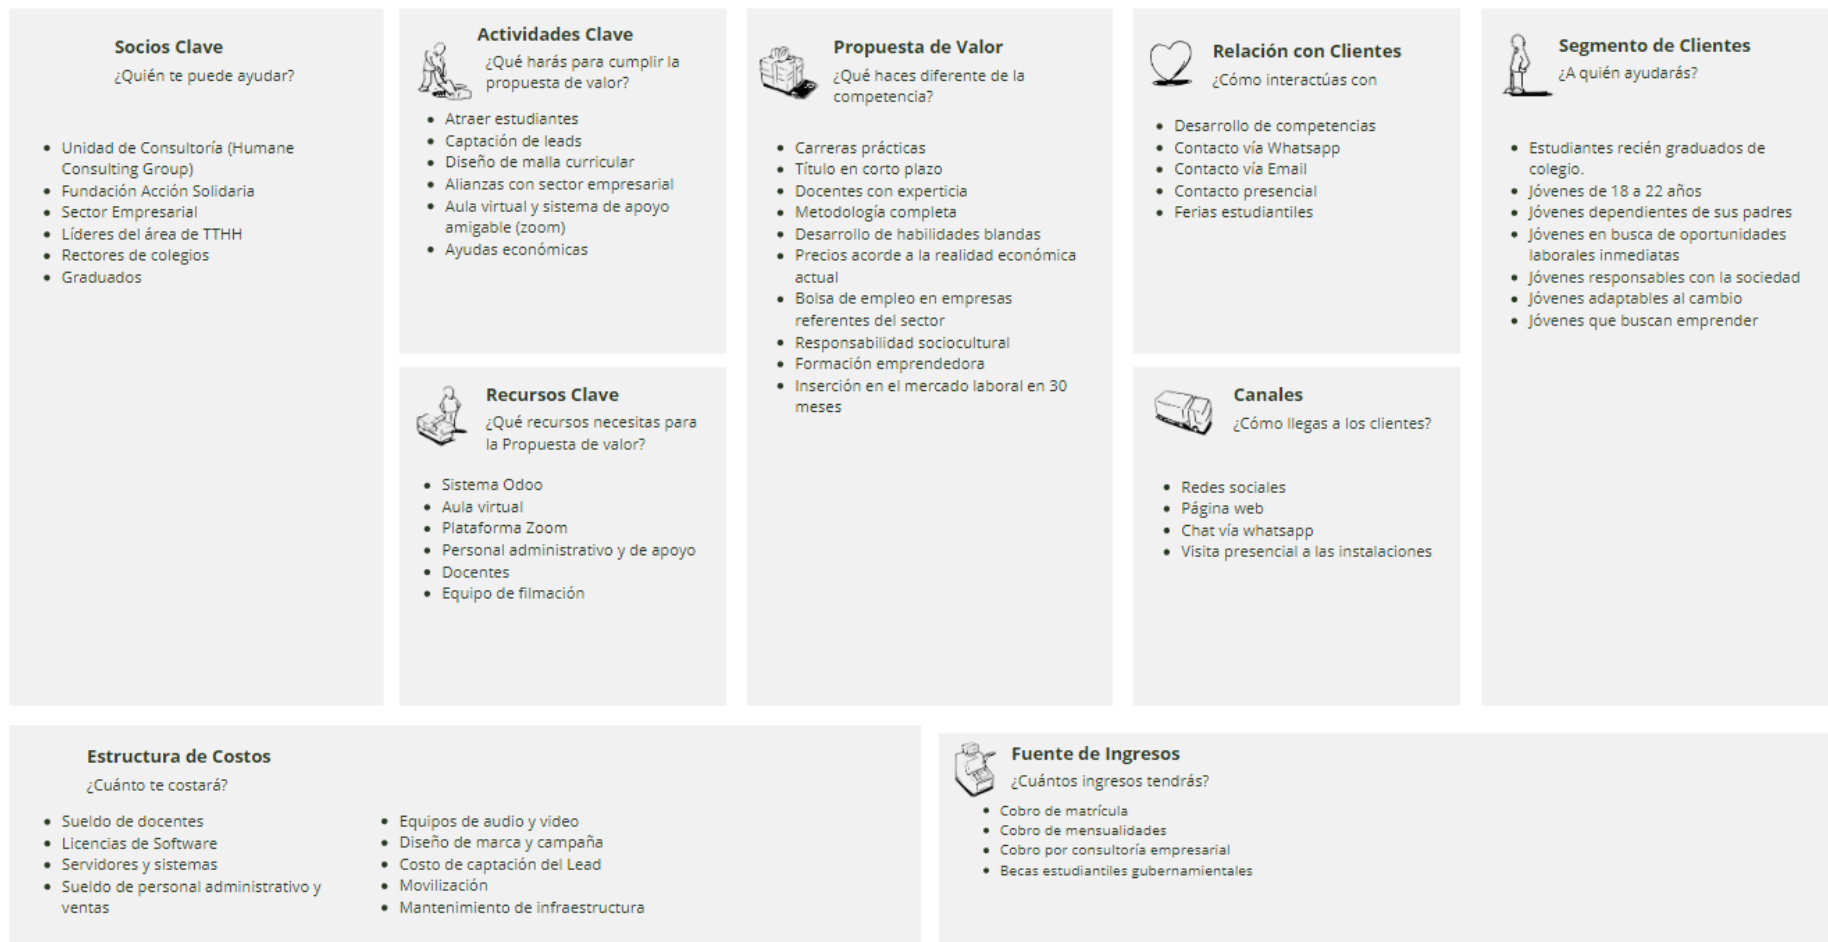 Socios Clave
¿Quién te puede ayudar?
• Unidad de Consultoría (Humane
Consulting Group)
• Fundación Acción Solidaria
• Sector Empresarial
• Líderes del área de TTHH
• Rectores de colegios
• Graduados
Actividades Clave
¿Qué harás para cumplir la
propuesta de valor?
• Atraer estudiantes
• Captación de leads
• Diseño de malla curricular
• Alianzas con sector empresarial
• Aula virtual y sistema de apoyo
amigable (zoom)
• Ayudas económicas
Recursos Clave
¿Qué recursos necesitas para
la Propuesta de valor?
• Sistema Odoo
• Aula virtual
• Plataforma Zoom
• Personal administrativo y de apoyo
• Docentes
• Equipo de filmación
Propuesta de Valor
¿Qué haces diferente de la
competencia?
• Carreras prácticas
• Título en corto plazo
• Docentes con experticia
• Metodología completa
• Desarrollo de habilidades blandas
• Precios acorde a la realidad económica
actual
• Bolsa de empleo en empresas
referentes del sector
• Responsabilidad sociocultural
• Formación emprendedora
• Inserción en el mercado laboral en 30
meses
Relación con Clientes
¿Cómo interactúas con
• Desarrollo de competencias
• Contacto vía Whatsapp
• Contacto vía Email
• Contacto presencial
• Ferias estudiantiles
Canales
¿Cómo llegas a los clientes?
• Redes sociales
• Página web
• Chat vía whatsapp
• Visita presencial a las instalaciones
Segmento de Clientes
¿A quién ayudarás?
• Estudiantes recién graduados de
colegio.
• Jóvenes de 18 a 22 años
• Jóvenes dependientes de sus padres
• Jóvenes en busca de oportunidades
laborales inmediatas
• Jóvenes responsables con la sociedad
• Jóvenes adaptables al cambio
• Jóvenes que buscan emprender
Estructura de Costos
¿Cuánto te costará?
• Sueldo de docentes
• Licencias de Software
• Servidores y sistemas
• Sueldo de personal administrativo y
ventas
• Equipos de audio y video
• Diseño de marca y campaña
• Costo de captación del Lead
• Movilización
• Mantenimiento de infraestructura
Fuente de Ingresos
¿Cuántos ingresos tendrás?
• Cobro de matrícula
• Cobro de mensualidades
• Cobro por consultoría empresarial
• Becas estudiantiles gubernamientales